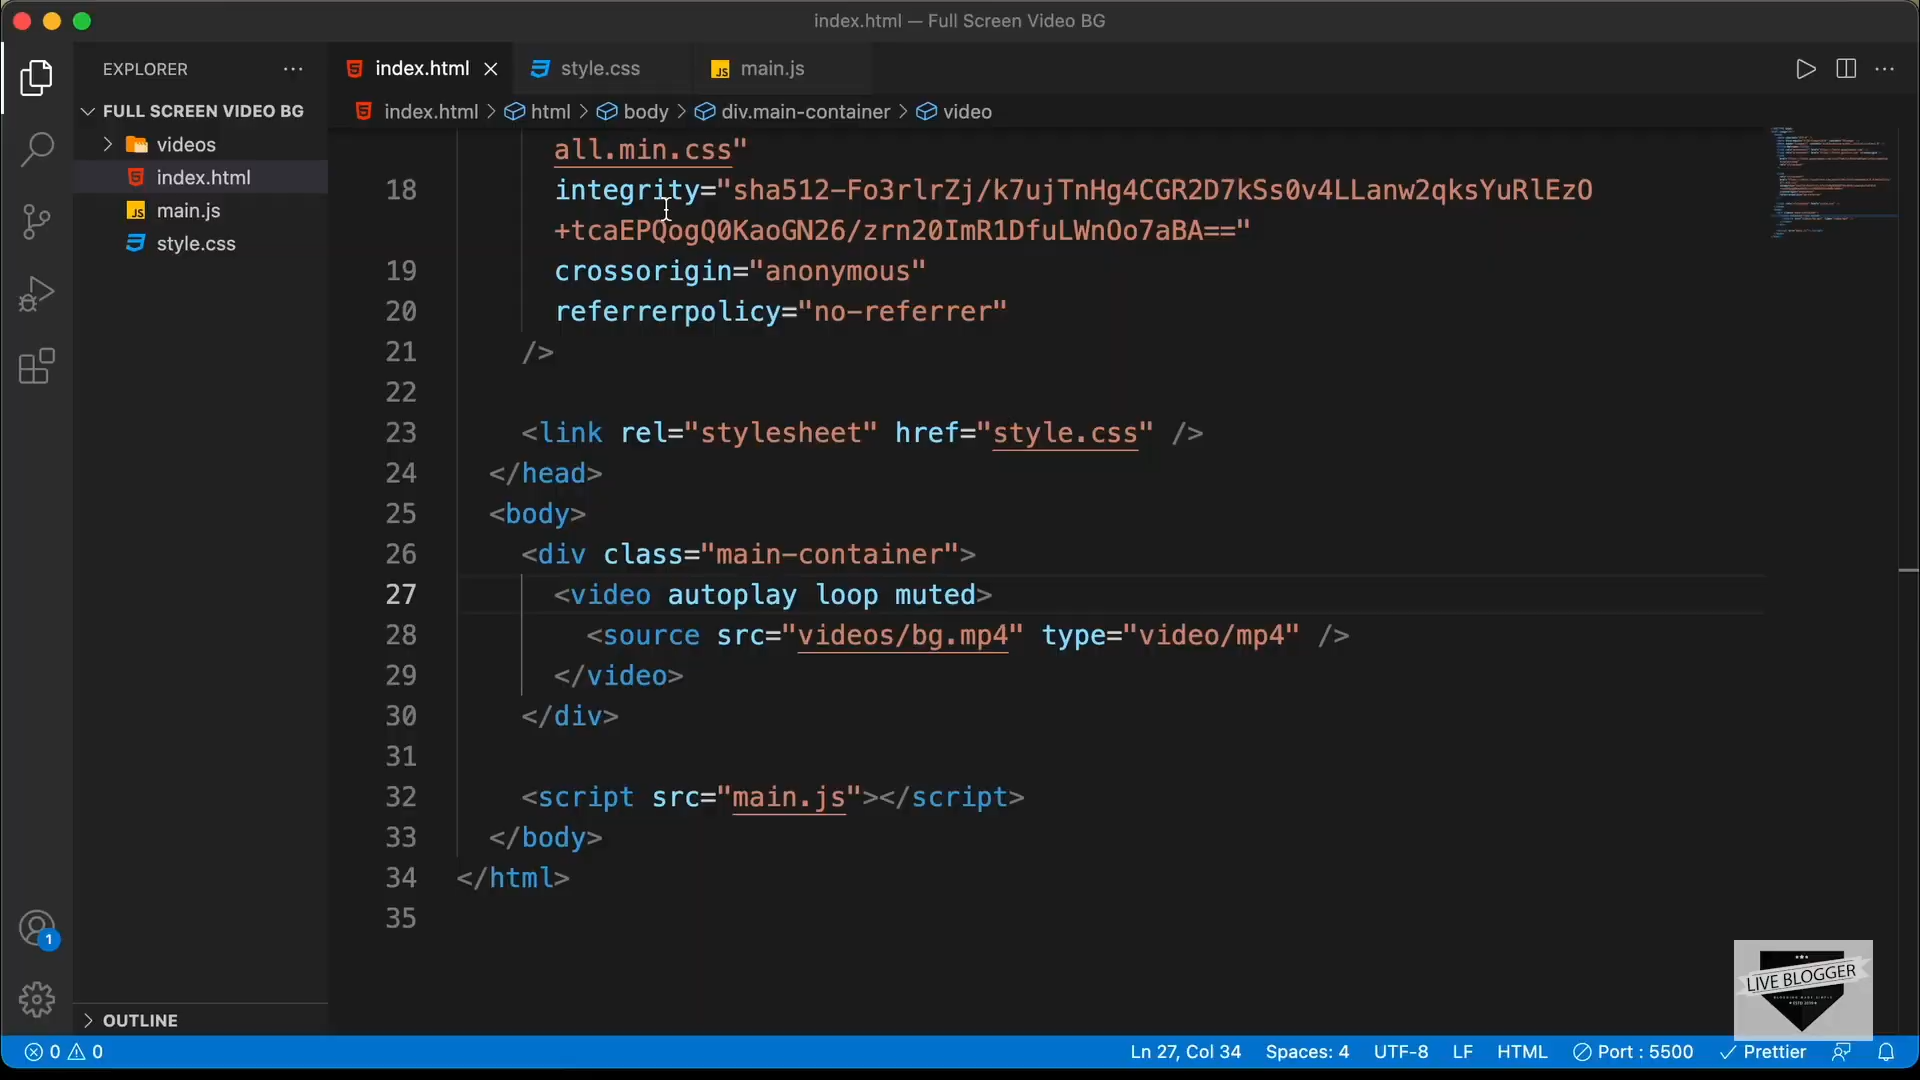 index.html — Full Screen Video BG
EXPLORER
index.html
style.css
main.js
FULL SCREEN VIDEO BG
index.html > html > body > div.main-container > video
videos
index.html
main.js
style.css
all.min.css"
18 integrity="sha512-Fo3rlrZj/k7ujTnHg4CGR2D7kSs0v4LLanw2qksYuRlEzO
+tcaEPQogQ0KaoGN26/zrn20ImR1DfuLWnOo7aBA=="
19 crossorigin="anonymous"
20 referrerpolicy="no-referrer"
21 />
22
23 <link rel="stylesheet" href="style.css" />
24 </head>
25 <body>
26 <div class="main-container">
27 <video autoplay loop muted>
28 <source src="videos/bg.mp4" type="video/mp4" />
29 </video>
30 </div>
31
32 <script src="main.js"></script>
33 </body>
34 </html>
35
1
LIVE BLOGGER
OUTLINE
0 0
Ln 27, Col 34 Spaces: 4 UTF-8 LF HTML Port : 5500 Prettier